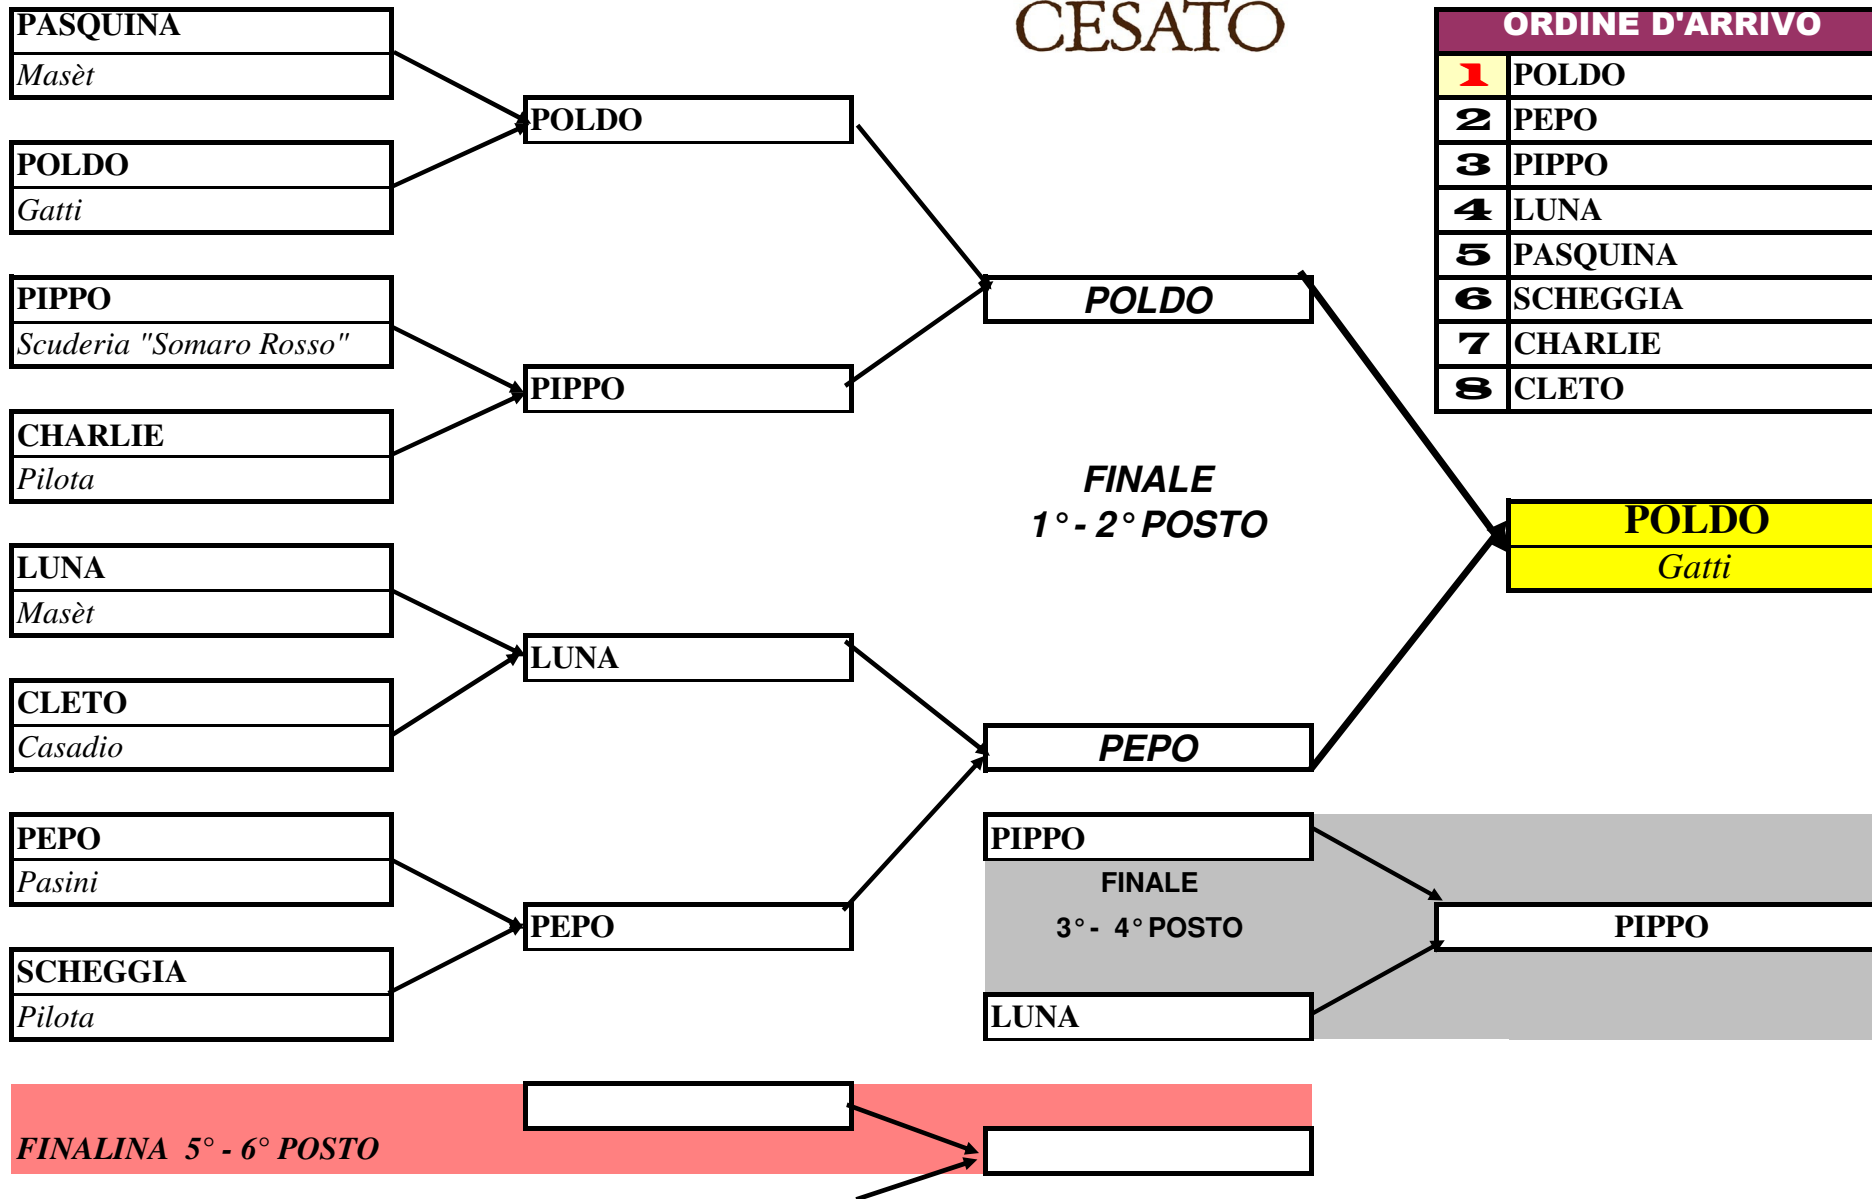 PASQUINA
Masèt
POLDO
Gatti
PIPPO
Scuderia "Somaro Rosso"
CHARLIE
Pilota
LUNA
Masèt
CLETO
Casadio
PEPO
Pasini
SCHEGGIA
Pilota
POLDO
PIPPO
LUNA
PEPO
CESATO
POLDO
FINALE
1° - 2° POSTO
PEPO
PIPPO
FINALE
3° - 4° POSTO
LUNA
ORDINE D'ARRIVO
1 POLDO
2 PEPO
3 PIPPO
4 LUNA
5 PASQUINA
6 SCHEGGIA
7 CHARLIE
8 CLETO
POLDO
Gatti
PIPPO
FINALINA 5° - 6° POSTO